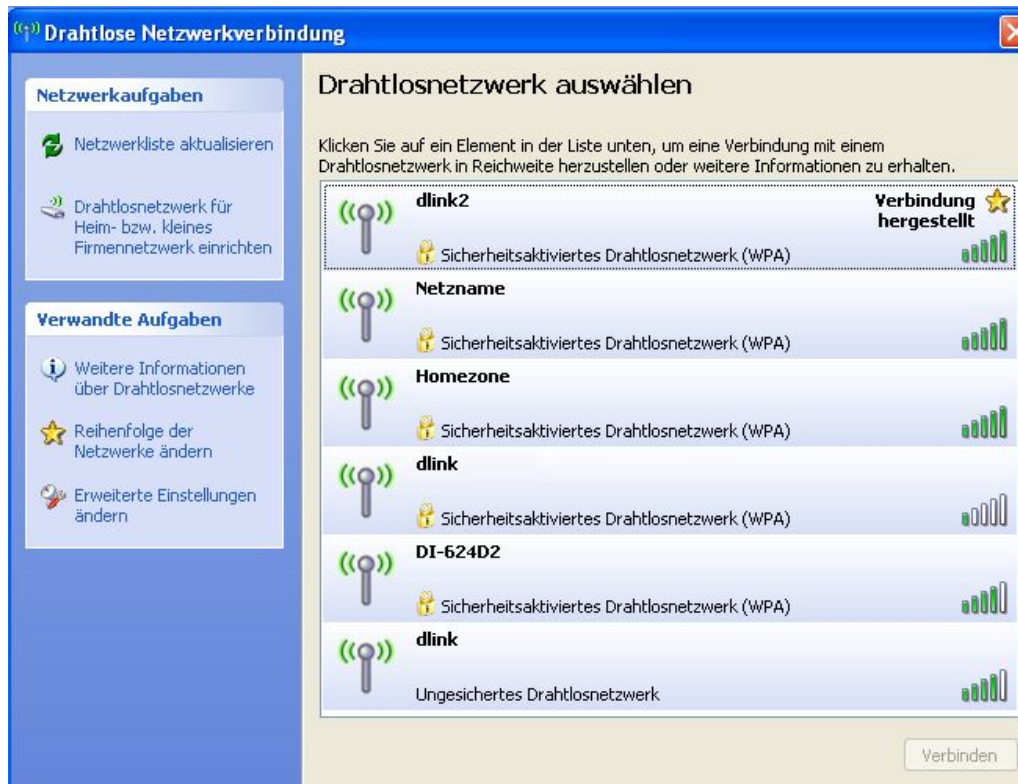 Drahtlose Netzwerkverbindung
Netzwerkaufgaben
Netzwerkliste aktualisieren
Drahtlosnetzwerk für
Heim- bzw. kleines
Firmennetzwerk einrichten
Verwandte Aufgaben
Weitere Informationen
über Drahtlosnetzwerke
Reihenfolge der
Netzwerke ändern
Erweiterte Einstellungen
ändern
Drahtlosnetzwerk auswählen
Klicken Sie auf ein Element in der Liste unten, um eine Verbindung mit einem
Drahtlosnetzwerk in Reichweite herzustellen oder weitere Informationen zu erhalten.
dlink2
Verbindung
hergestellt
Sicherheitsaktiviertes Drahtlosnetzwerk (WPA)
Netzname
Sicherheitsaktiviertes Drahtlosnetzwerk (WPA)
Homezone
Sicherheitsaktiviertes Drahtlosnetzwerk (WPA)
dlink
Sicherheitsaktiviertes Drahtlosnetzwerk (WPA)
DI-624D2
Sicherheitsaktiviertes Drahtlosnetzwerk (WPA)
dlink
Ungesichertes Drahtlosnetzwerk
Verbinden